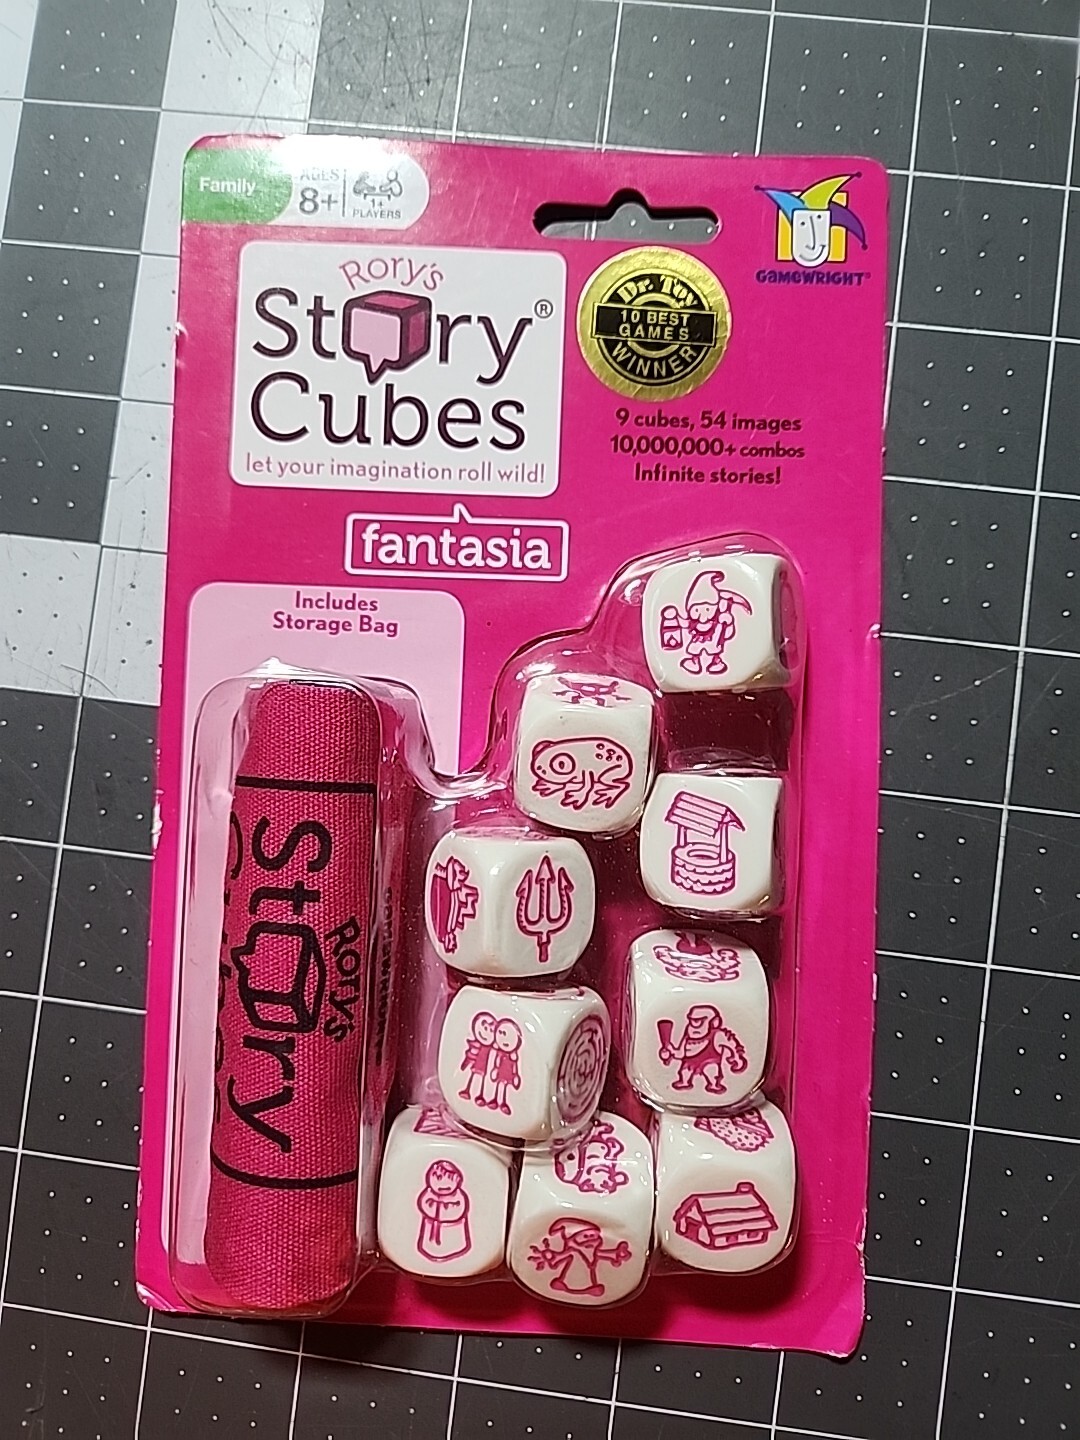 Family
AGES
8+
1+
PLAYERS
GAMEWRIGHT®
Rory's
Story®
Cubes
let your imagination roll wild!
Dr. Toy
10 BEST
GAMES
WINNER
9 cubes, 54 images
10,000,000+ combos
Infinite stories!
fantasia
Includes
Storage Bag
Rory's
Story